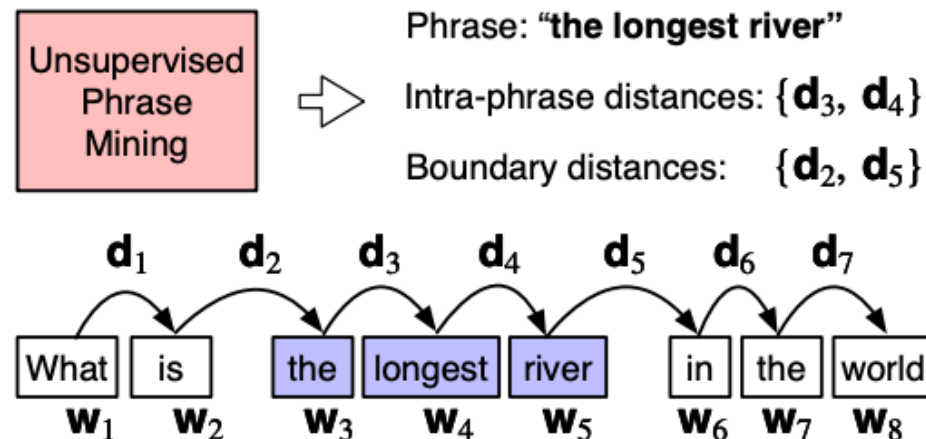 Unsupervised
Phrase
Mining
Phrase: “the longest river”
Intra-phrase distances: {d₃, d₄}
Boundary distances: {d₂, d₅}
d₁ d₂ d₃ d₄ d₅ d₆ d₇
What is the longest river in the world
w₁ w₂ w₃ w₄ w₅ w₆ w₇ w₈